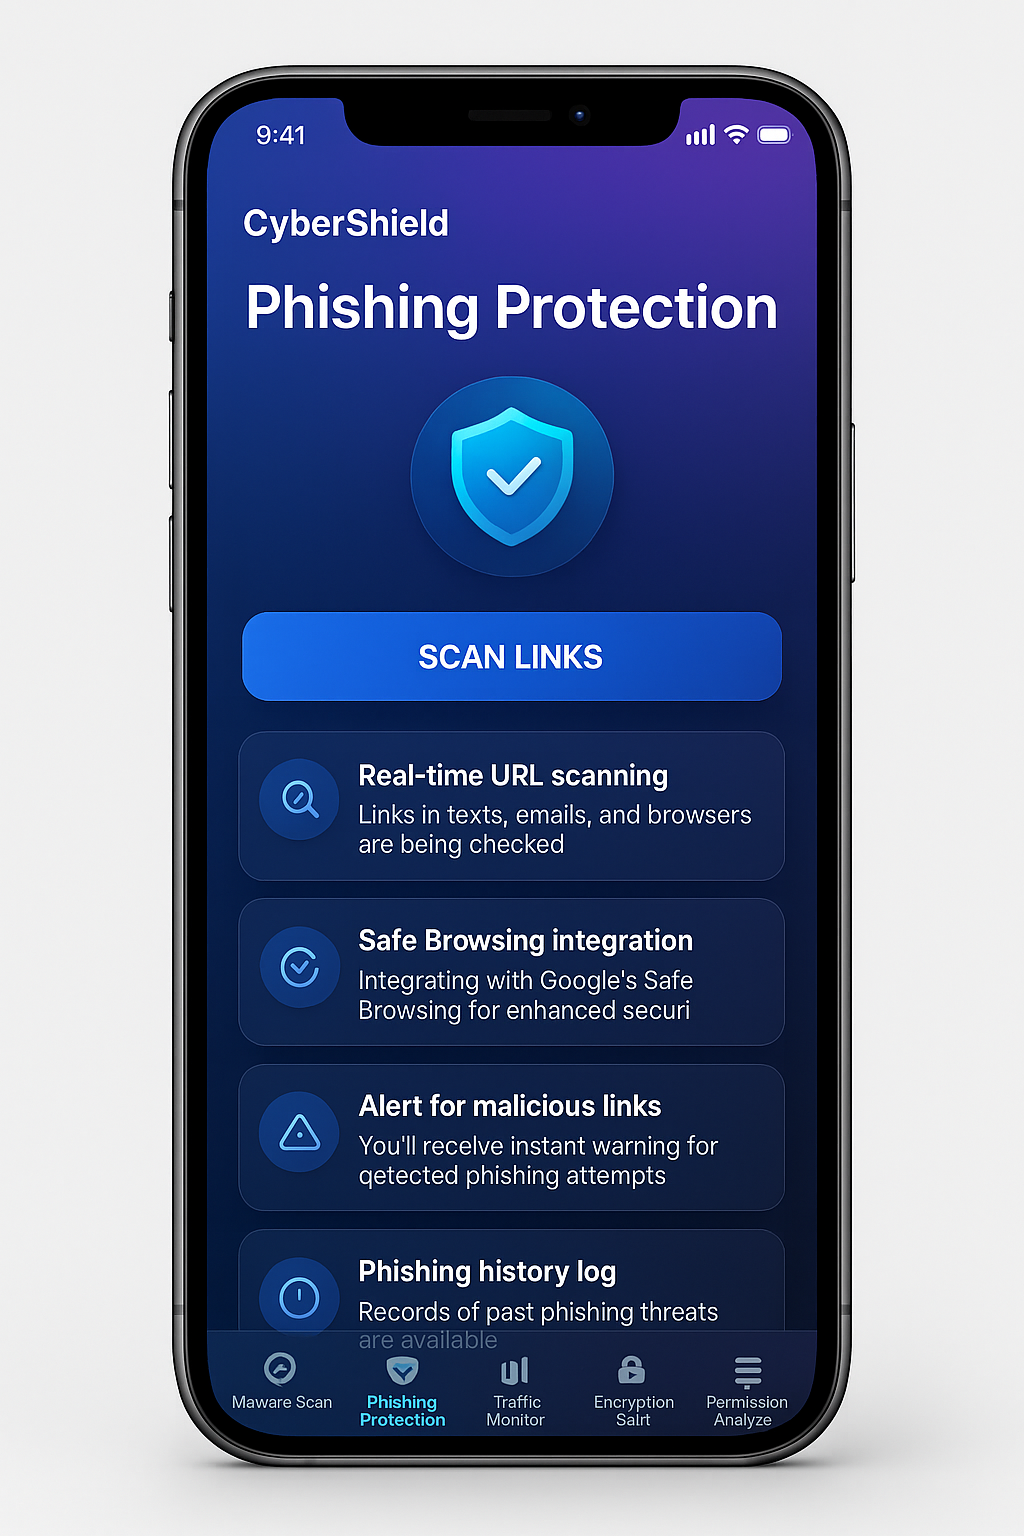 9:41
CyberShield
Phishing Protection
SCAN LINKS
Real-time URL scanning
Links in texts, emails, and browsers
are being checked
Safe Browsing integration
Integrating with Google's Safe
Browsing for enhanced securi
Alert for malicious links
You'll recelve instant warning for
qetected phishing attempts
Phishing history log
Records of past phishing threats
are available
Maware Scan
Phishing
Protection
Traffic
Monitor
Encryption
Salrt
Permission
Analyze